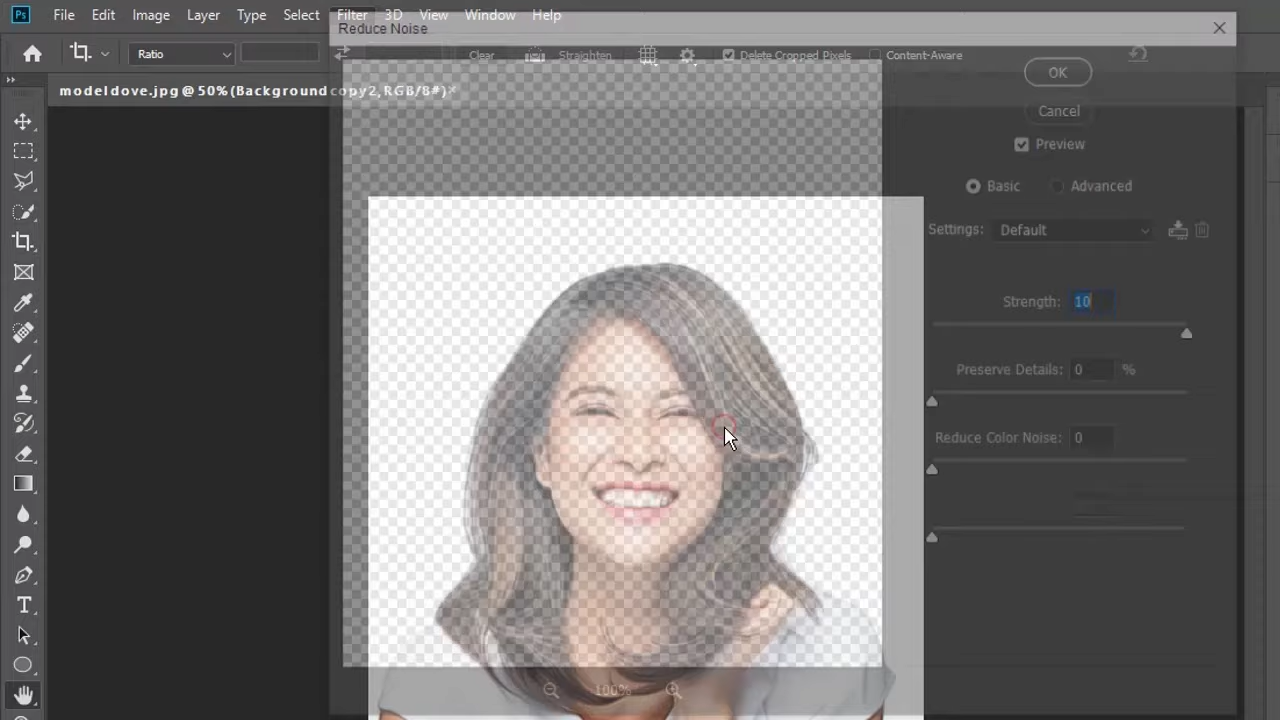 Ps File Edit Image Layer Type Select Filter 3D View Window Help
Reduce Noise
Ratio Clear Straighten Delete Cropped Pixels Content-Aware
OK
modeldove.jpg @ 50% (Background copy 2, RGB/8#) ×
Cancel
Preview
Basic Advanced
Settings: Default
Strength: 10
Preserve Details: 0 %
Reduce Color Noise: 0
T
100%